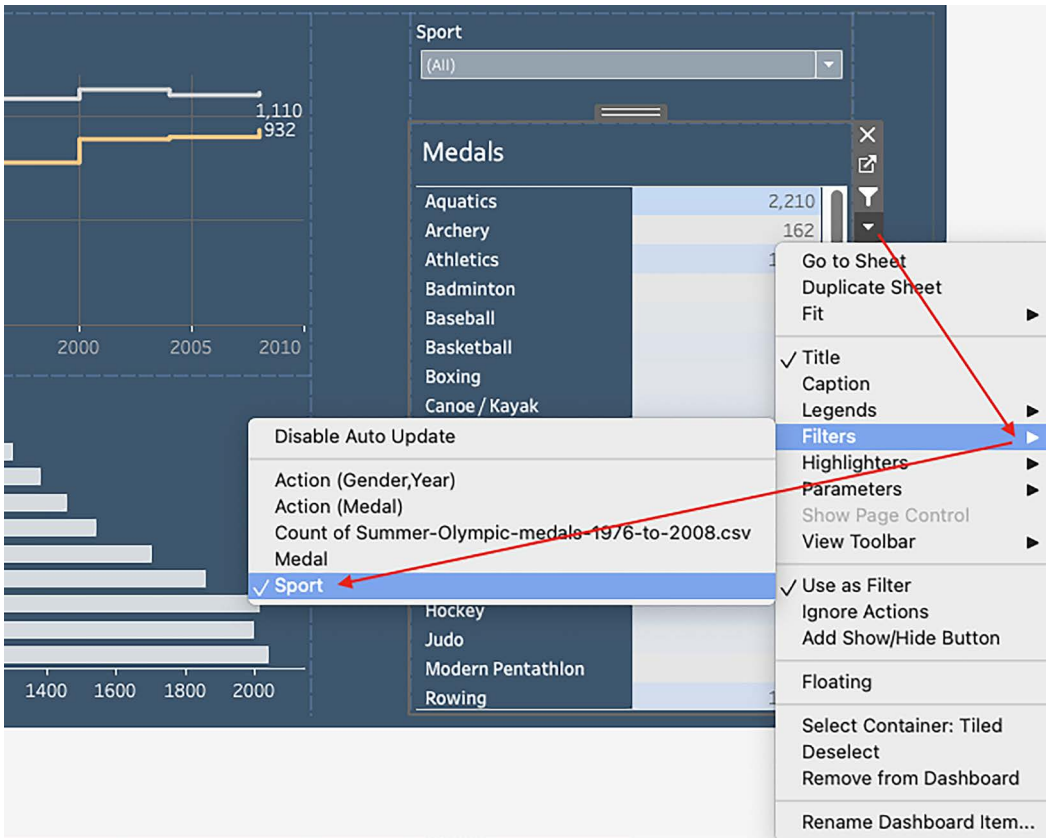 Sport
(All)
1,110
932
Medals
Aquatics 2,210
Archery 162
Athletics 1
Badminton
Baseball
Basketball
Boxing
Canoe / Kayak
2000 2005 2010
Go to Sheet
Duplicate Sheet
Fit
Title
Caption
Legends
Filters
Highlighters
Parameters
Show Page Control
View Toolbar
Use as Filter
Ignore Actions
Add Show/Hide Button
Floating
Select Container: Tiled
Deselect
Remove from Dashboard
Rename Dashboard Item...
Disable Auto Update
Action (Gender,Year)
Action (Medal)
Count of Summer-Olympic-medals-1976-to-2008.csv
Medal
Sport
Hockey
Judo
Modern Pentathlon
Rowing 1
1400 1600 1800 2000